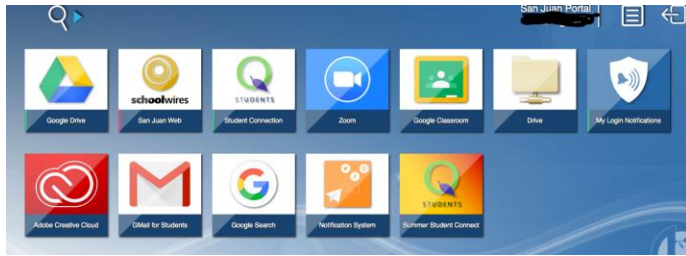 San Juan Portal
schoolwires
STUDENTS
Google Drive
San Juan Web
Student Connection
Zoom
Google Classroom
Drive
My Login Notifications
STUDENTS
Adobe Creative Cloud
GMail for Students
Google Search
Notification System
Summer Student Connect